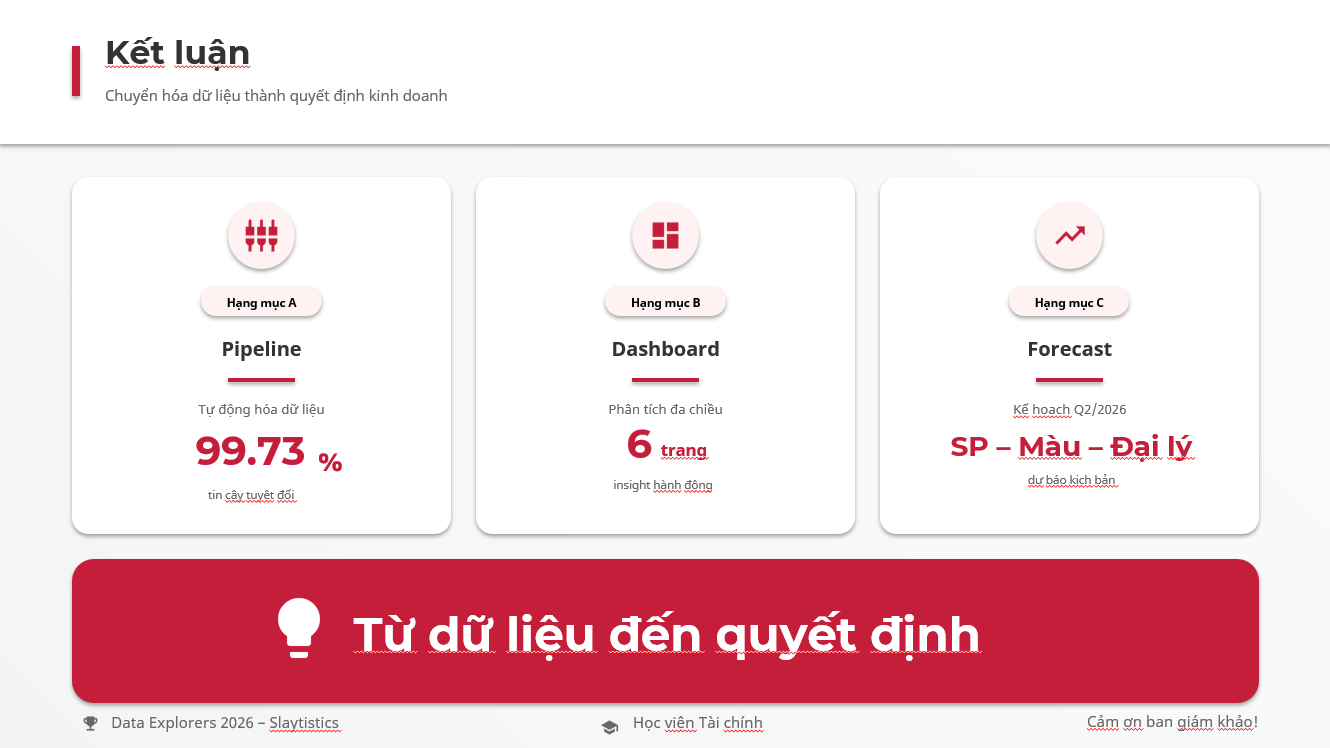 Kết luận
Chuyển hóa dữ liệu thành quyết định kinh doanh
Hạng mục A
Pipeline
Tự động hóa dữ liệu
99.73 %
tin cây tuyệt đối
Hạng mục B
Dashboard
Phân tích đa chiều
6 trang
insight hành động
Hạng mục C
Forecast
Kế hoạch Q2/2026
SP – Màu – Đại lý
dự báo kịch bản
Từ dữ liệu đến quyết định
Data Explorers 2026 – Slaytistics
Học viện Tài chính
Cảm ơn ban giám khảo!